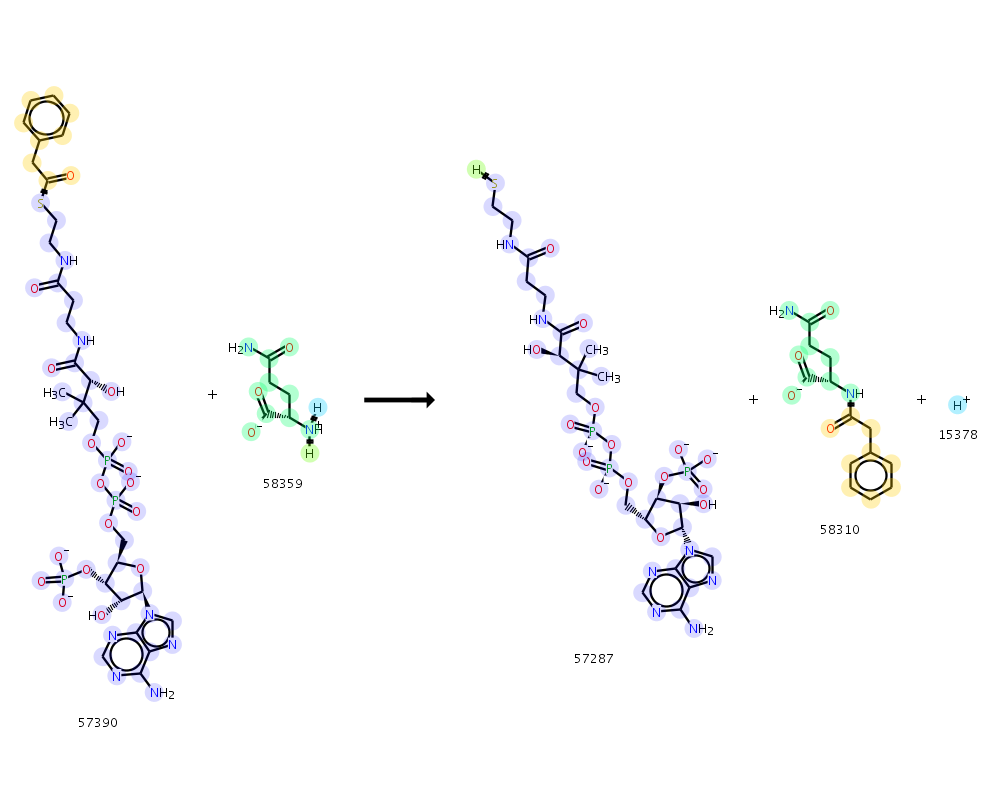 O
S
NH
O
NH
O
H₃C
OH
H₃C
O
O⁻
P
O
O
O⁻
P
O
O
O⁻
O
P
O
O⁻
O
HO
N
N
N
N
NH₂
57390
+
H₂N
O
O
O⁻
H
NH⁺
H
58359
H
S
HN
O
HN
O
HO
CH₃
CH₃
O
O
P
O⁻
O
O
P
O⁻
O
O⁻
O⁻
O
P
O
OH
O
N
N
N
N
NH₂
57287
+
H₂N
O
O
O⁻
NH
O
58310
+
H⁺
15378